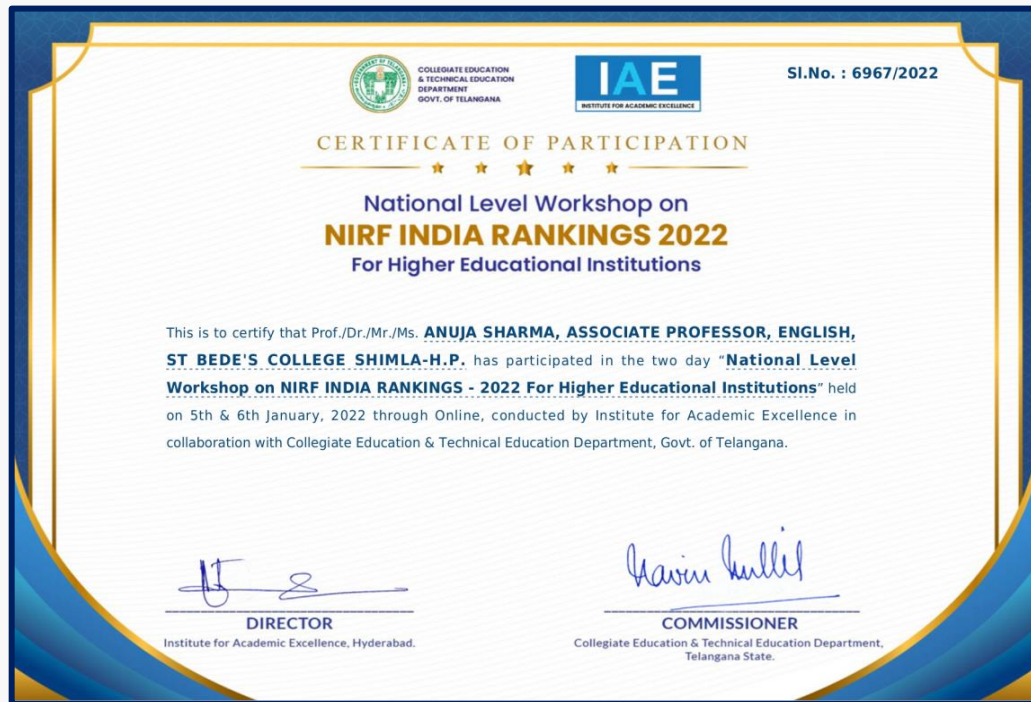 GOVERNMENT OF TELANGANA
COLLEGIATE EDUCATION
& TECHNICAL EDUCATION
DEPARTMENT
GOVT. OF TELANGANA
IAE
INSTITUTE FOR ACADEMIC EXCELLENCE
Sl.No. : 6967/2022
CERTIFICATE OF PARTICIPATION
National Level Workshop on
NIRF INDIA RANKINGS 2022
For Higher Educational Institutions
This is to certify that Prof./Dr./Mr./Ms. ANUJA SHARMA, ASSOCIATE PROFESSOR, ENGLISH,
ST BEDE'S COLLEGE SHIMLA-H.P. has participated in the two day “National Level
Workshop on NIRF INDIA RANKINGS - 2022 For Higher Educational Institutions” held
on 5th & 6th January, 2022 through Online, conducted by Institute for Academic Excellence in
collaboration with Collegiate Education & Technical Education Department, Govt. of Telangana.
Navin Mittil
DIRECTOR
Institute for Academic Excellence, Hyderabad.
COMMISSIONER
Collegiate Education & Technical Education Department,
Telangana State.